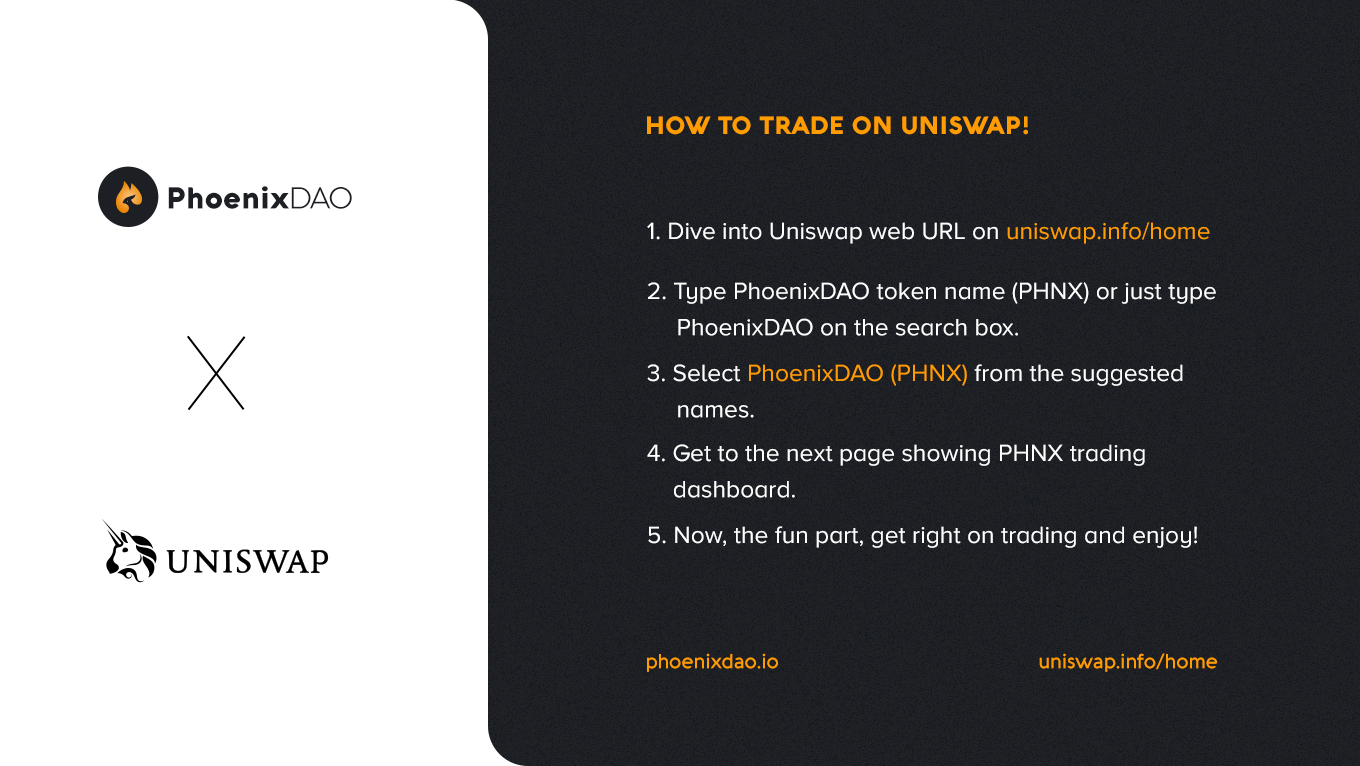 PhoenixDAO
UNISWAP
HOW TO TRADE ON UNISWAP!
1. Dive into Uniswap web URL on uniswap.info/home
2. Type PhoenixDAO token name (PHNX) or just type
PhoenixDAO on the search box.
3. Select PhoenixDAO (PHNX) from the suggested
names.
4. Get to the next page showing PHNX trading
dashboard.
5. Now, the fun part, get right on trading and enjoy!
phoenixdao.io
uniswap.info/home